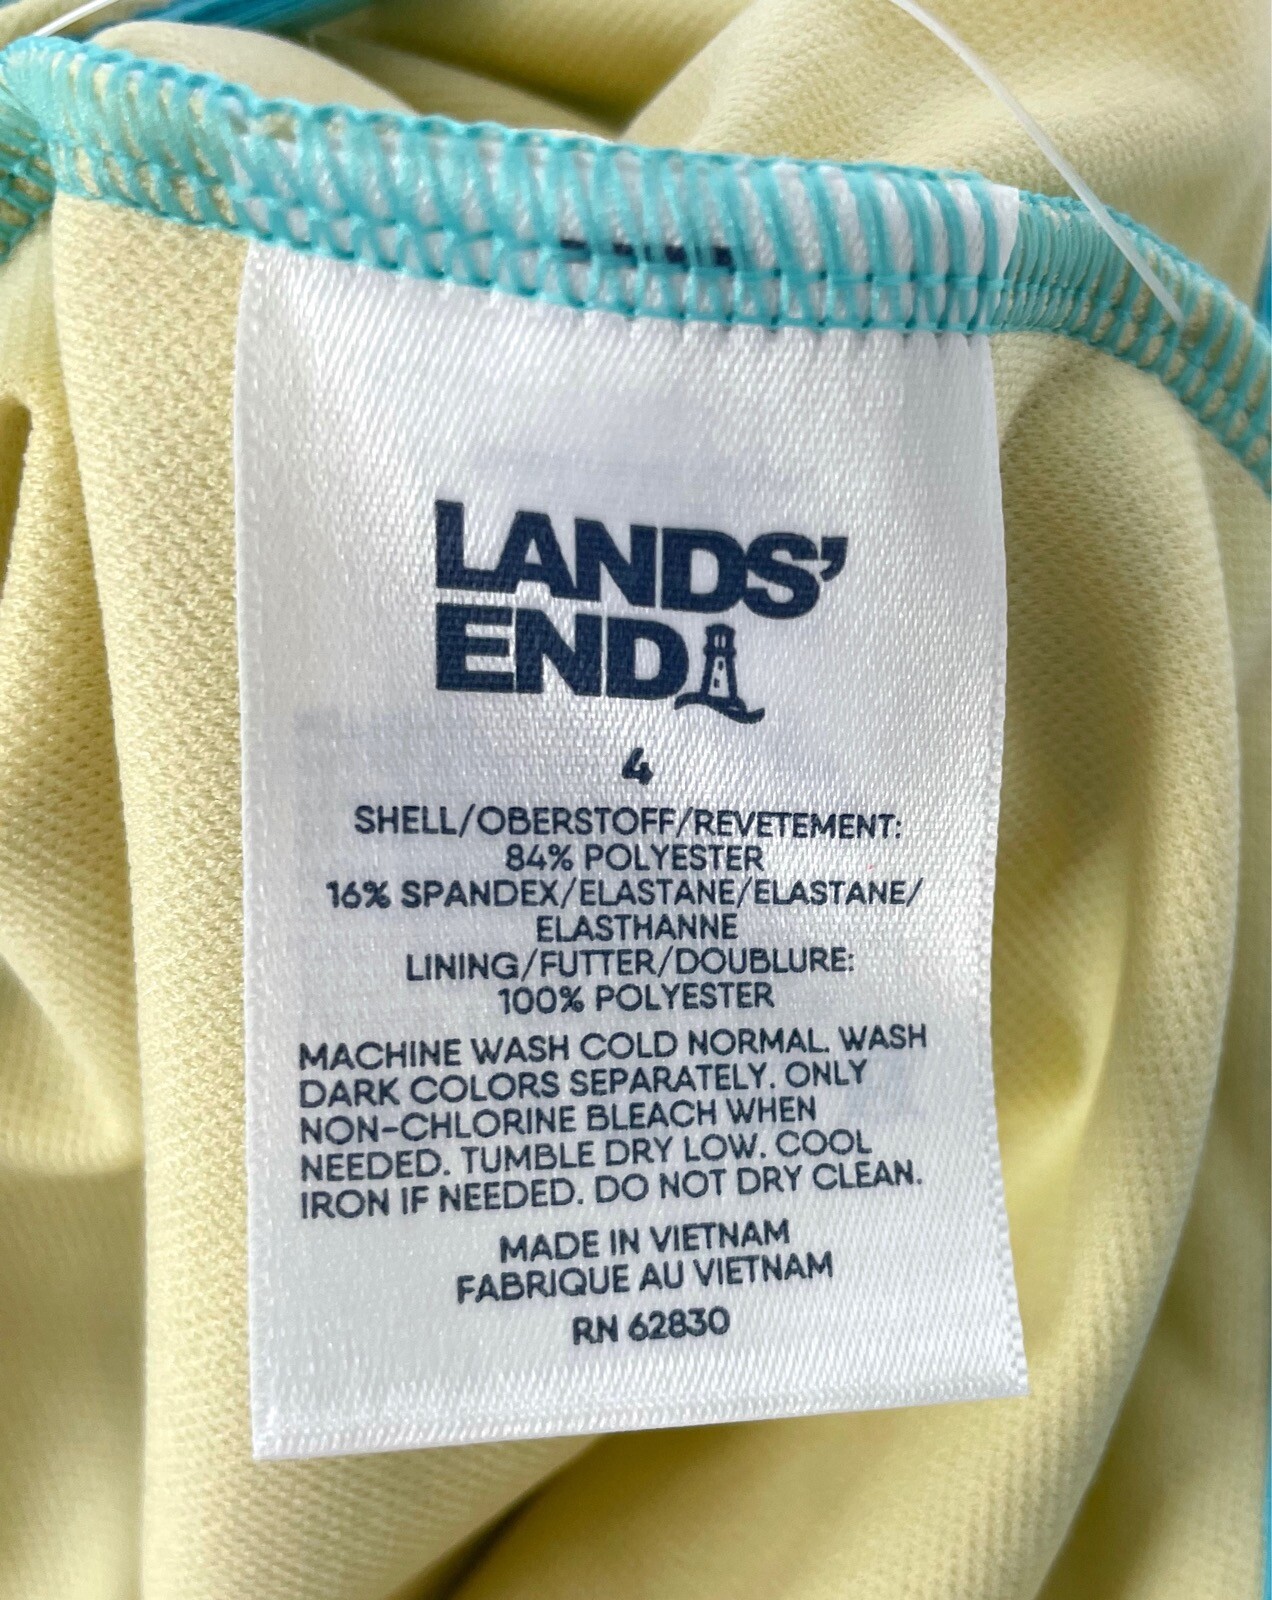 LANDS'
END
4
SHELL/OBERSTOFF/REVETEMENT:
84% POLYESTER
16% SPANDEX/ELASTANE/ELASTANE/
ELASTHANNE
LINING/FUTTER/DOUBLURE:
100% POLYESTER
MACHINE WASH COLD NORMAL. WASH
DARK COLORS SEPARATELY. ONLY
NON-CHLORINE BLEACH WHEN
NEEDED. TUMBLE DRY LOW. COOL
IRON IF NEEDED. DO NOT DRY CLEAN.
MADE IN VIETNAM
FABRIQUE AU VIETNAM
RN 62830